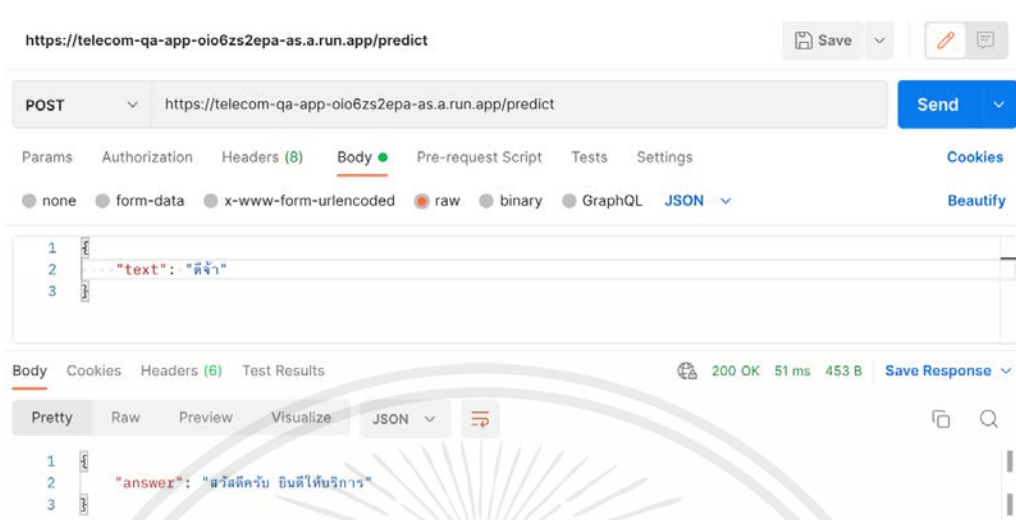 https://telecom-qa-app-oio6zs2epa-as.a.run.app/predict Save
POST https://telecom-qa-app-oio6zs2epa-as.a.run.app/predict Send
Params Authorization Headers (8) Body Pre-request Script Tests Settings Cookies
none form-data x-www-form-urlencoded raw binary GraphQL JSON Beautify
1 {
2 "text": "ดีจ้า"
3 }
Body Cookies Headers (6) Test Results 200 OK 51 ms 453 B Save Response
Pretty Raw Preview Visualize JSON
1 {
2 "answer": "สวัสดีครับ ยินดีให้บริการ"
3 }